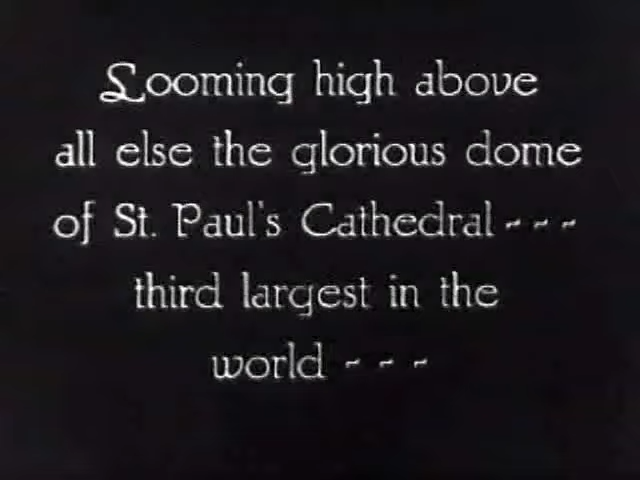 Looming high above
all else the glorious dome
of St. Paul's Cathedral - - -
third largest in the
world - - -